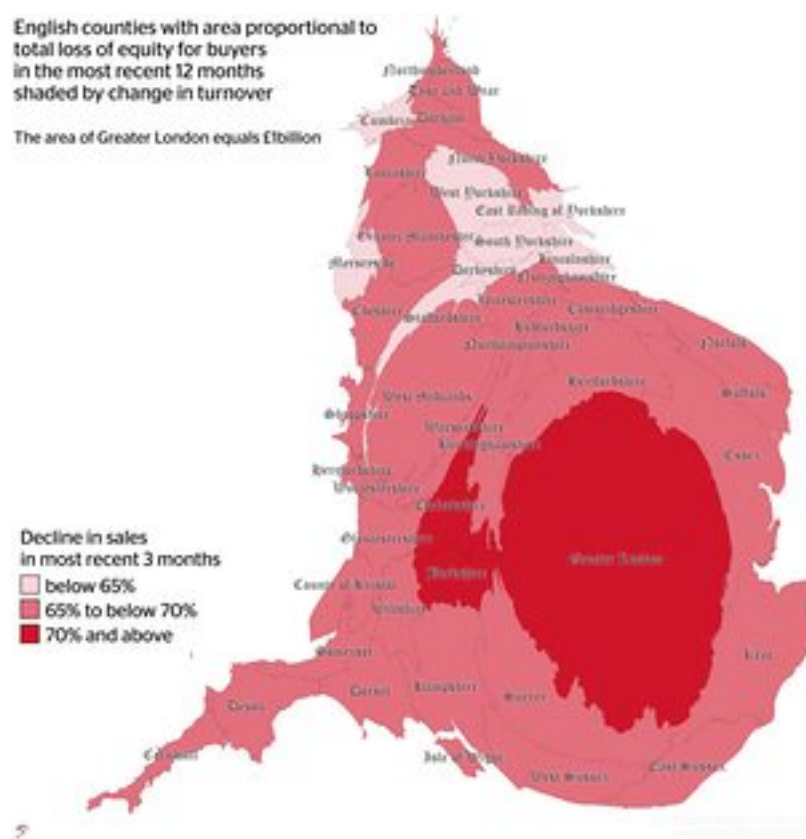 English counties with area proportional to
total loss of equity for buyers
in the most recent 12 months
shaded by change in turnover
The area of Greater London equals £1billion
Northumberland
Tyne and Wear
Cumbria Durham
North Yorkshire
Lancashire
West Yorkshire
East Riding of Yorkshire
Greater Manchester
South Yorkshire
Merseyside
Lincolnshire
Derbyshire
Nottinghamshire
Leicestershire
Cheshire
Cambridgeshire
Staffordshire
Northamptonshire
Norfolk
Hertfordshire
Suffolk
West Midlands
Shropshire
Warwickshire
Buckinghamshire
Essex
Herefordshire
Worcestershire
Oxfordshire
Gloucestershire
Greater London
Berkshire
County of Bristol
Wiltshire
Somerset
Kent
Dorset
Hampshire
Surrey
Devon
Cornwall
Isle of Wight
West Sussex
East Sussex
Decline in sales
in most recent 3 months
below 65%
65% to below 70%
70% and above